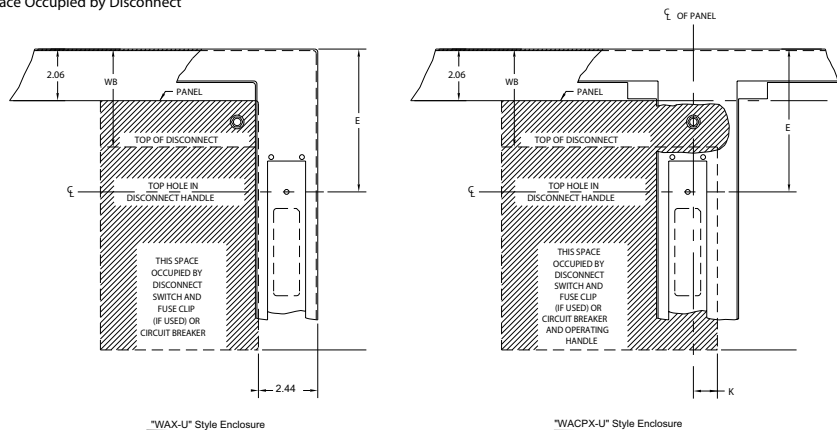 ace Occupied by Disconnect
℄ OF PANEL
2.06
WB
PANEL
E
TOP OF DISCONNECT
℄
TOP HOLE IN
DISCONNECT HANDLE
THIS SPACE
OCCUPIED BY
DISCONNECT
SWITCH AND
FUSE CLIP
(IF USED) OR
CIRCUIT BREAKER
2.44
"WAX-U" Style Enclosure
2.06
WB
PANEL
E
TOP OF DISCONNECT
℄
TOP HOLE IN
DISCONNECT HANDLE
THIS SPACE
OCCUPIED BY
DISCONNECT
SWITCH AND
FUSE CLIP
(IF USED) OR
CIRCUIT BREAKER
AND OPERATING
HANDLE
K
"WACPX-U" Style Enclosure